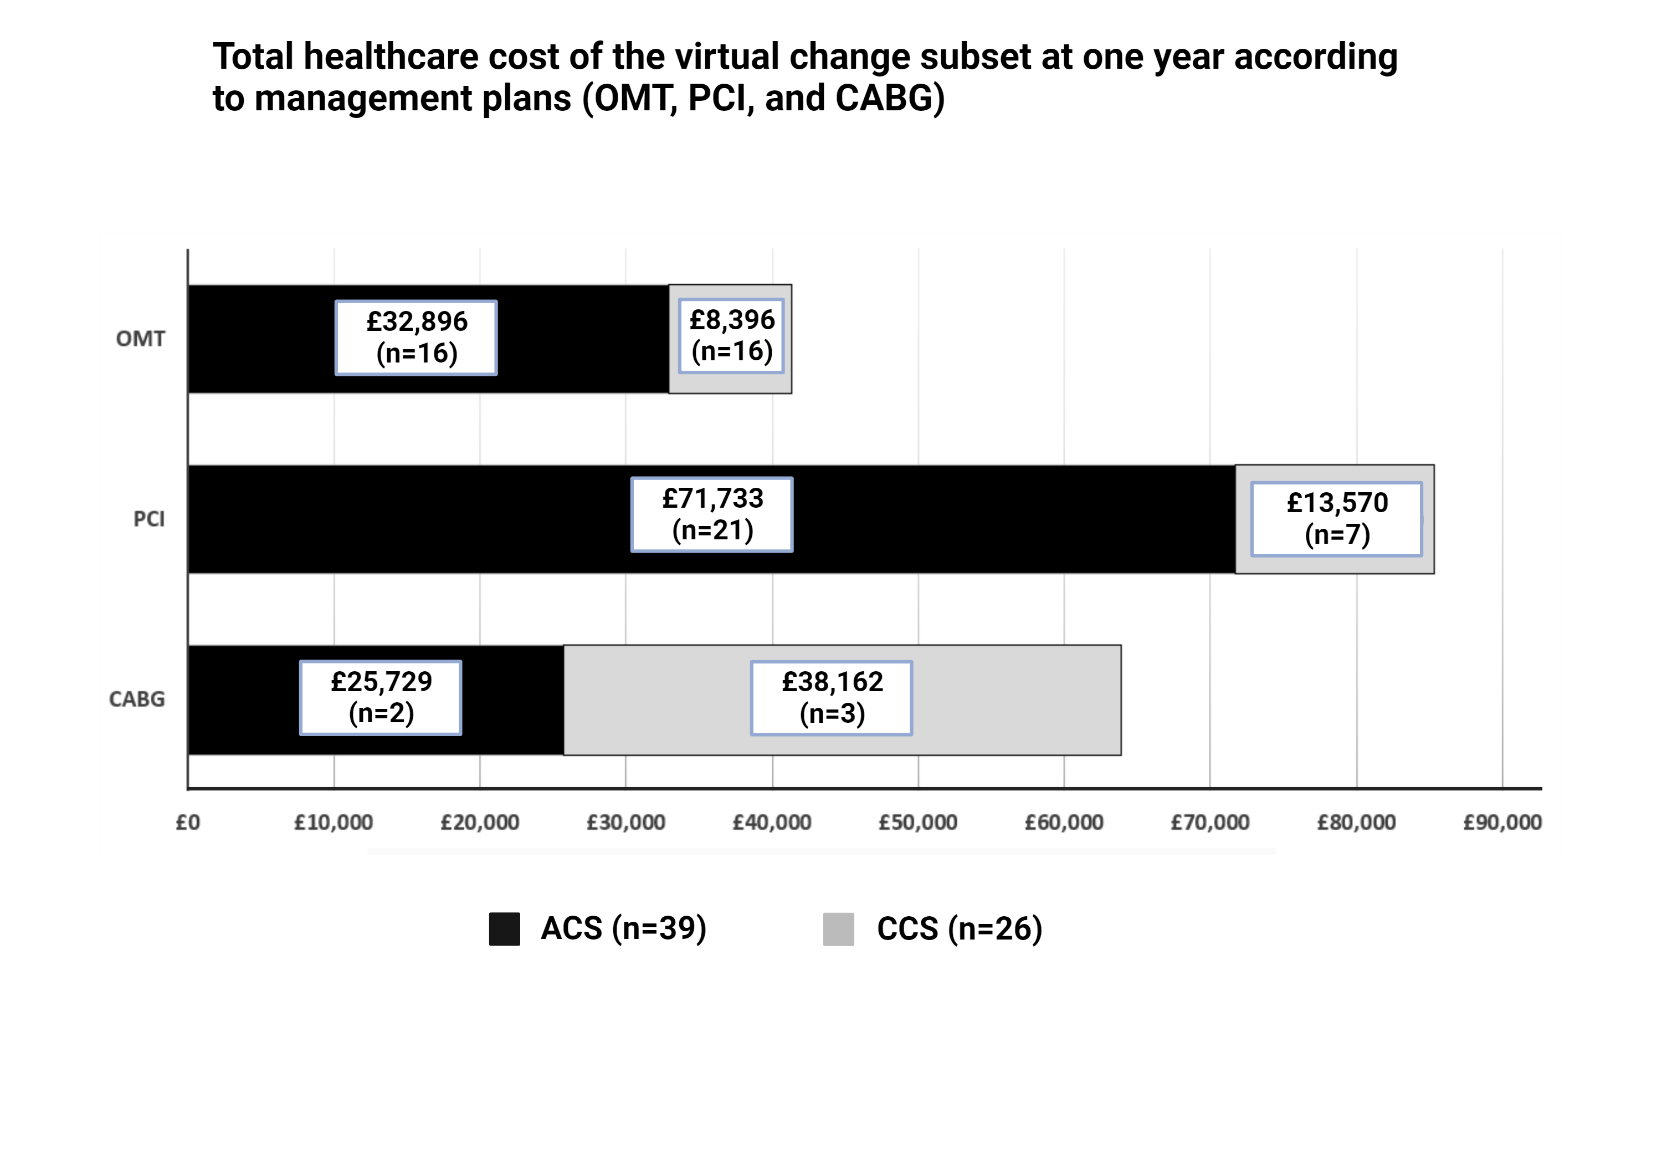 Total healthcare cost of the virtual change subset at one year according
to management plans (OMT, PCI, and CABG)
OMT
£32,896
(n=16)
£8,396
(n=16)
PCI
£71,733
(n=21)
£13,570
(n=7)
CABG
£25,729
(n=2)
£38,162
(n=3)
£0 £10,000 £20,000 £30,000 £40,000 £50,000 £60,000 £70,000 £80,000 £90,000
ACS (n=39) CCS (n=26)